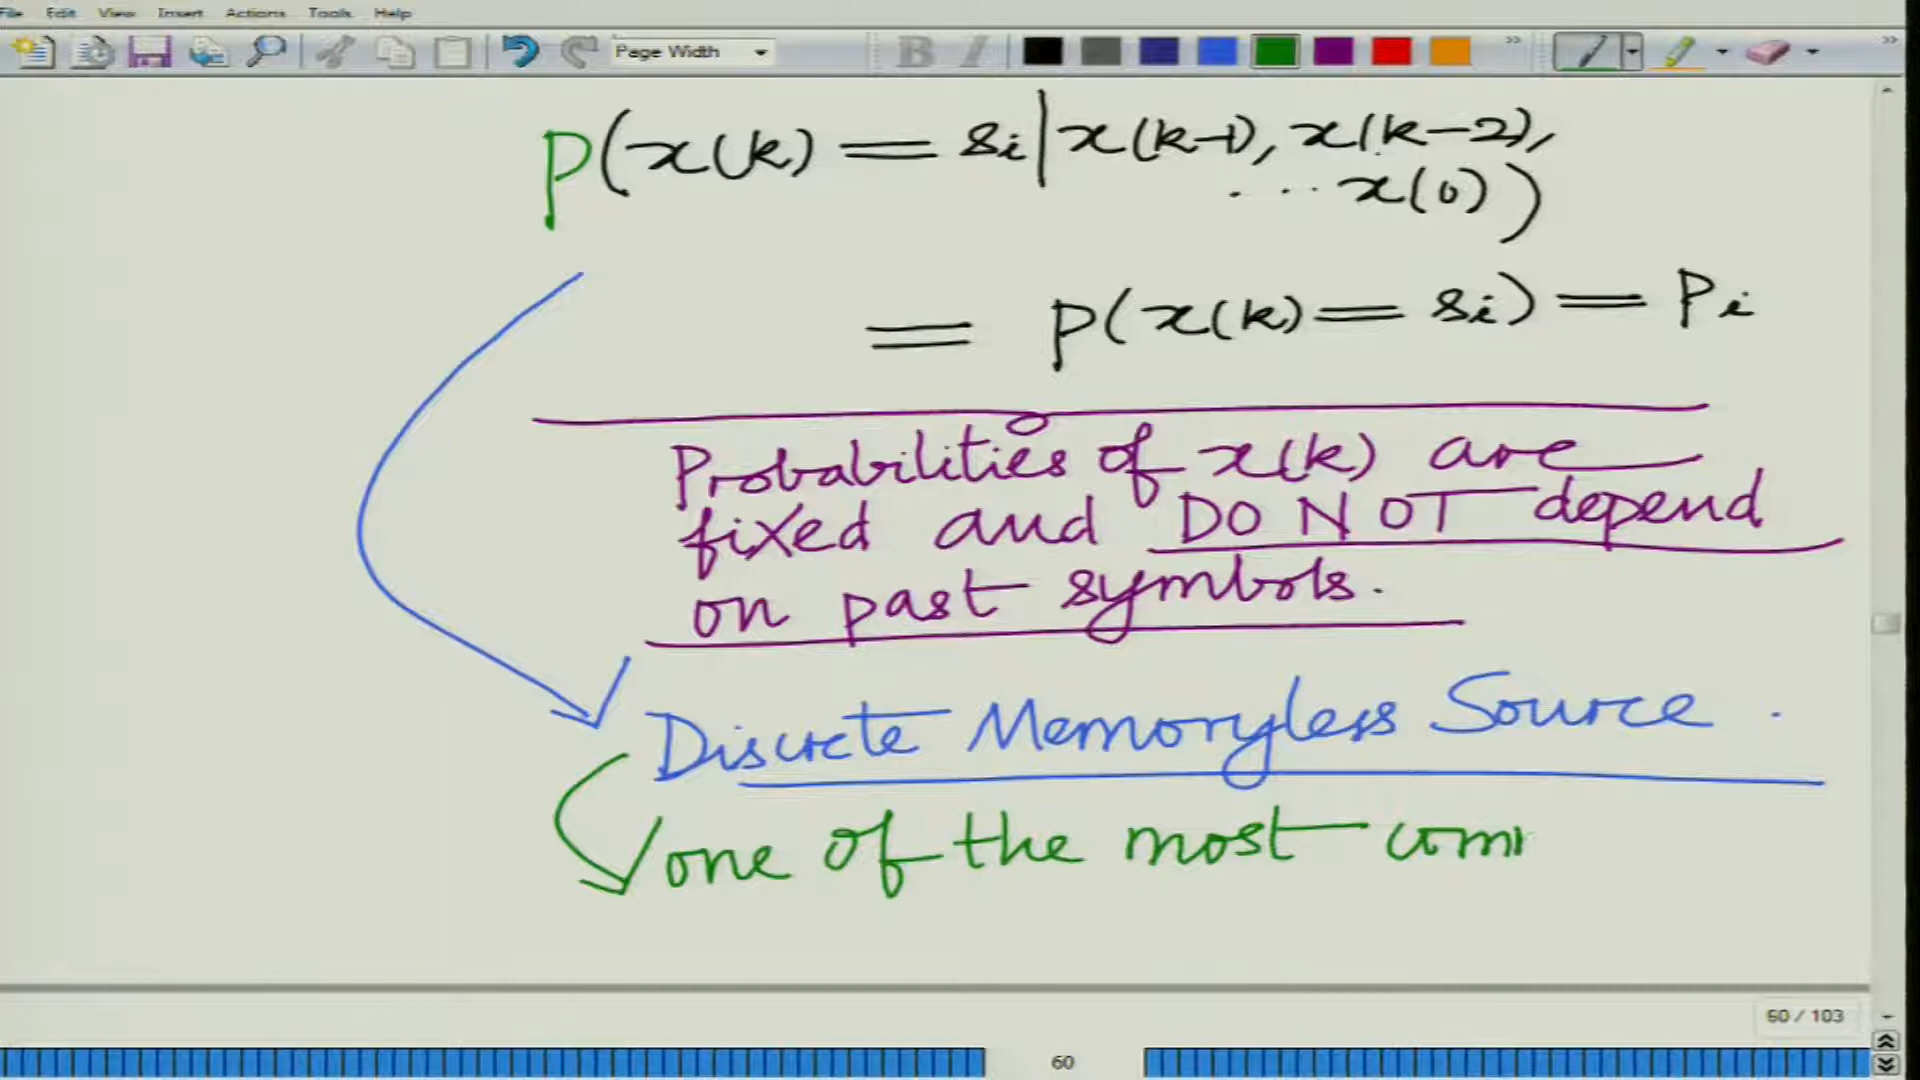 File Edit View Insert Actions Tools Help
Page Width
P(x(k) = si | x(k-1), x(k-2),
... x(0))
= P(x(k) = si) = Pi
Probabilities of x(k) are
fixed and DO NOT depend
on past symbols.
Discrete Memoryless Source.
one of the most com
60 / 103
60